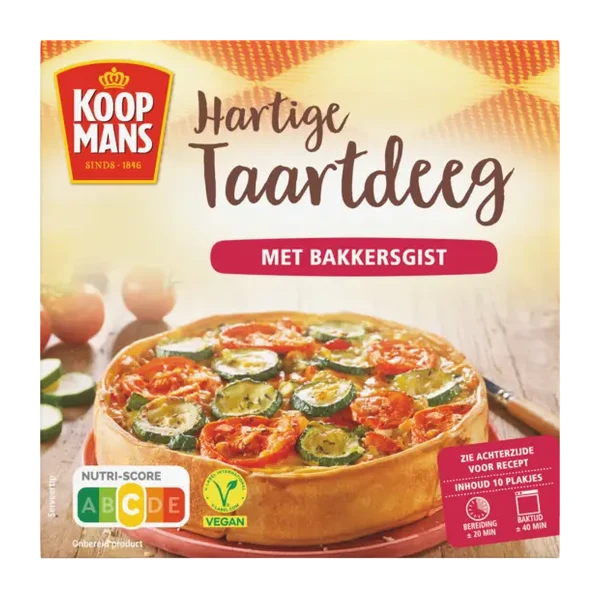 KOOP
MANS
SINDS - 1846
Hartige
Taartdeeg
MET BAKKERSGIST
ZIE ACHTERZIJDE
VOOR RECEPT
INHOUD 10 PLAKJES
BEREIDING
± 20 MIN
BAKTIJD
± 40 MIN
NUTRI-SCORE
A B C D E
Onbereid product
VEGAN
Serveertip